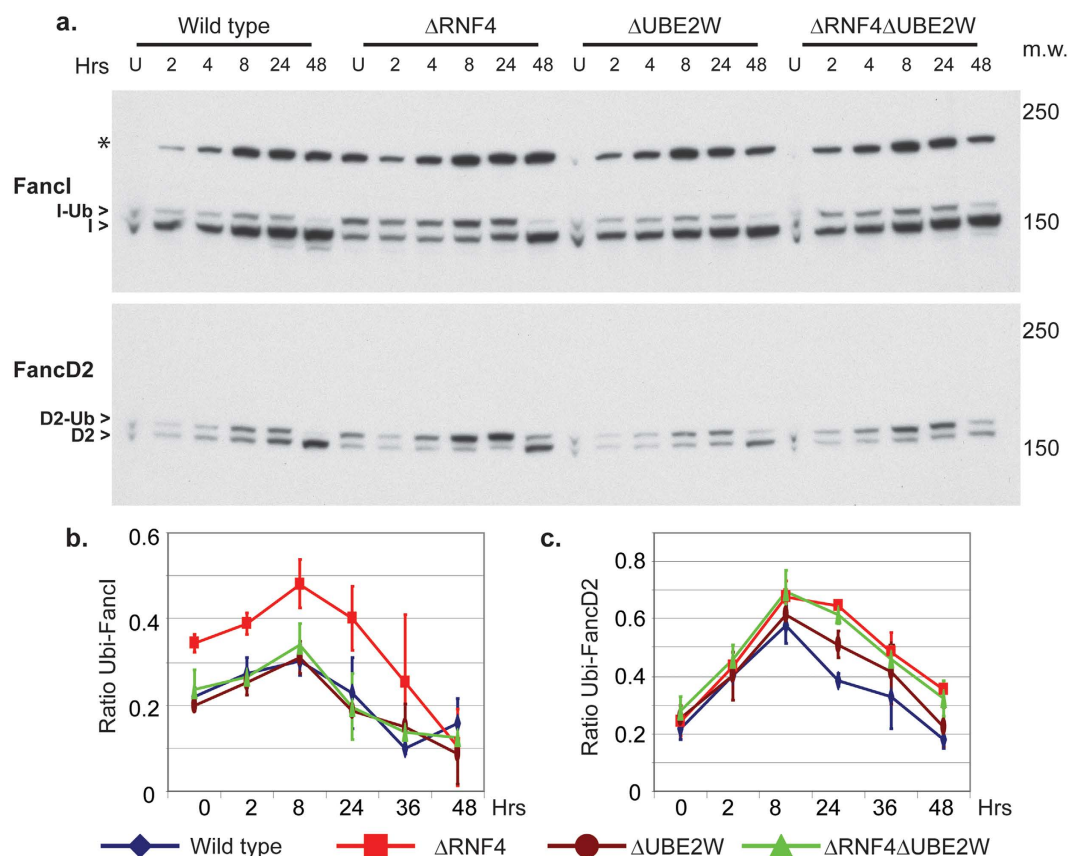 a.
Wild type ΔRNF4 ΔUBE2W ΔRNF4ΔUBE2W
m.w.
Hrs U 2 4 8 24 48 U 2 4 8 24 48 U 2 4 8 24 48 U 2 4 8 24 48
250
*
FancI
I-Ub >
I >
150
250
FancD2
D2-Ub >
D2 >
150
b.
0.6
0.4
0.2
0
Ratio Ubi-FancI
0 2 8 24 36 48 Hrs
c.
0.8
0.6
0.4
0.2
0
Ratio Ubi-FancD2
0 2 8 24 36 48 Hrs
Wild type ΔRNF4 ΔUBE2W ΔRNF4ΔUBE2W